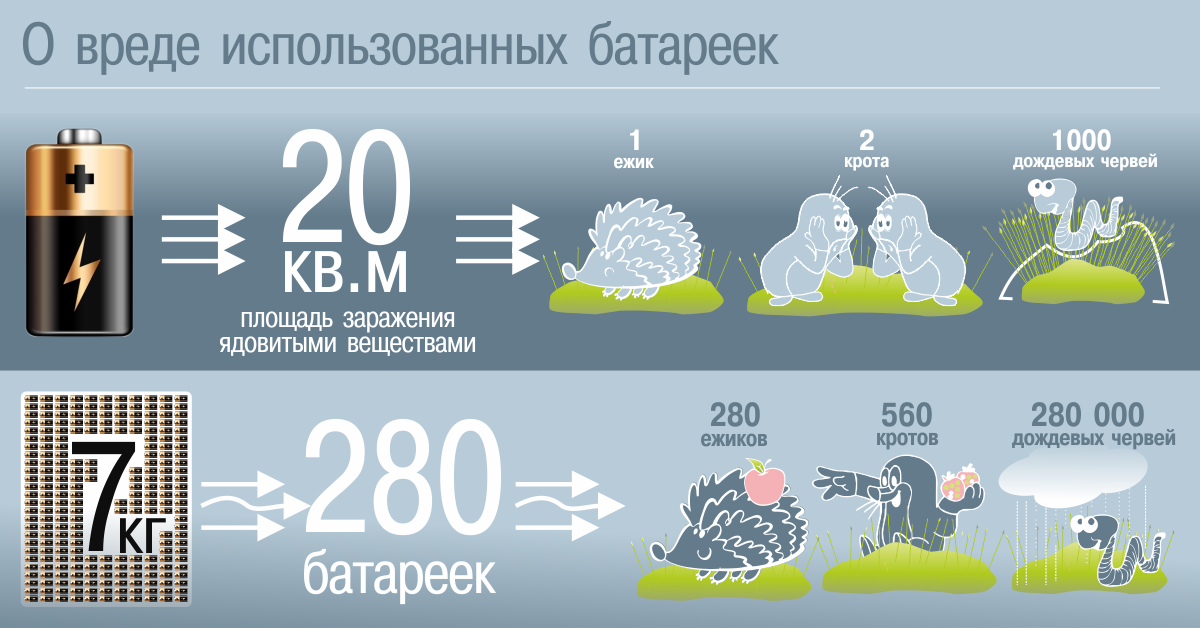 О вреде использованных батареек
20
КВ.М
площадь заражения
ядовитыми веществами
1
ежик
2
крота
1000
дождевых червей
7
кг
280
батареек
280
ежиков
560
кротов
280 000
дождевых червей